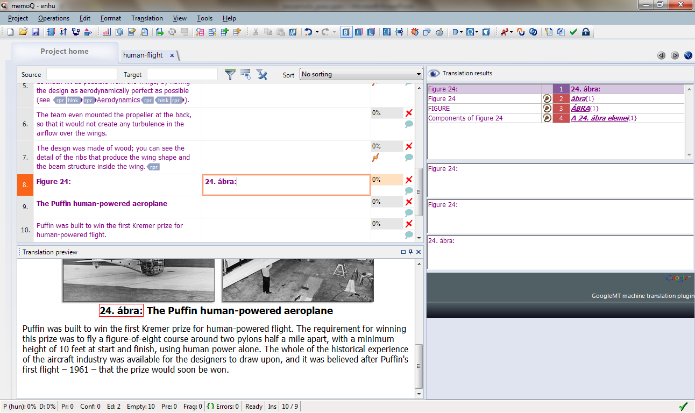 memoQ - enhu
Project Operations Edit Format Translation View Tools Help
Project home human-flight
Source Target Sort No sorting
5. the design as aerodynamically perfect as possible
(see rpr hlnk rpr Aerodynamics rpr hlnk rpr ).
6. The team even mounted the propeller at the back, 0%
so that it would not create any turbulence in the
airflow over the wings.
7. The design was made of wood; you can see the 0%
detail of the ribs that produce the wing shape and
the beam structure inside the wing. rpr
8. Figure 24: 24. ábra: 0%
9. The Puffin human-powered aeroplane 0%
10. Puffin was built to win the first Kremer prize for 0%
human-powered flight.
Translation preview
24. ábra: The Puffin human-powered aeroplane
Puffin was built to win the first Kremer prize for human-powered flight. The requirement for winning
this prize was to fly a figure-of-eight course around two pylons half a mile apart, with a minimum
height of 10 feet at start and finish, using human power alone. The whole of the historical experience
of the aircraft industry was available for the designers to draw upon, and it was believed after Puffin's
first flight – 1961 – that the prize would soon be won.
Translation results
Figure 24: 1 24. ábra:
Figure 24 2 ábra{1}
FIGURE 3 ÁBRA{1}
Components of Figure 24 4 A 24. ábra elemei{1}
Figure 24:
Figure 24:
24. ábra:
GoogleMT machine translation plugin
P (hun): 0% D: 0% Pr: 0 Conf: 0 Ed: 2 Empty: 10 Pre: 0 Frag: 0 Errors: 0 Ready Ins 10 / 9